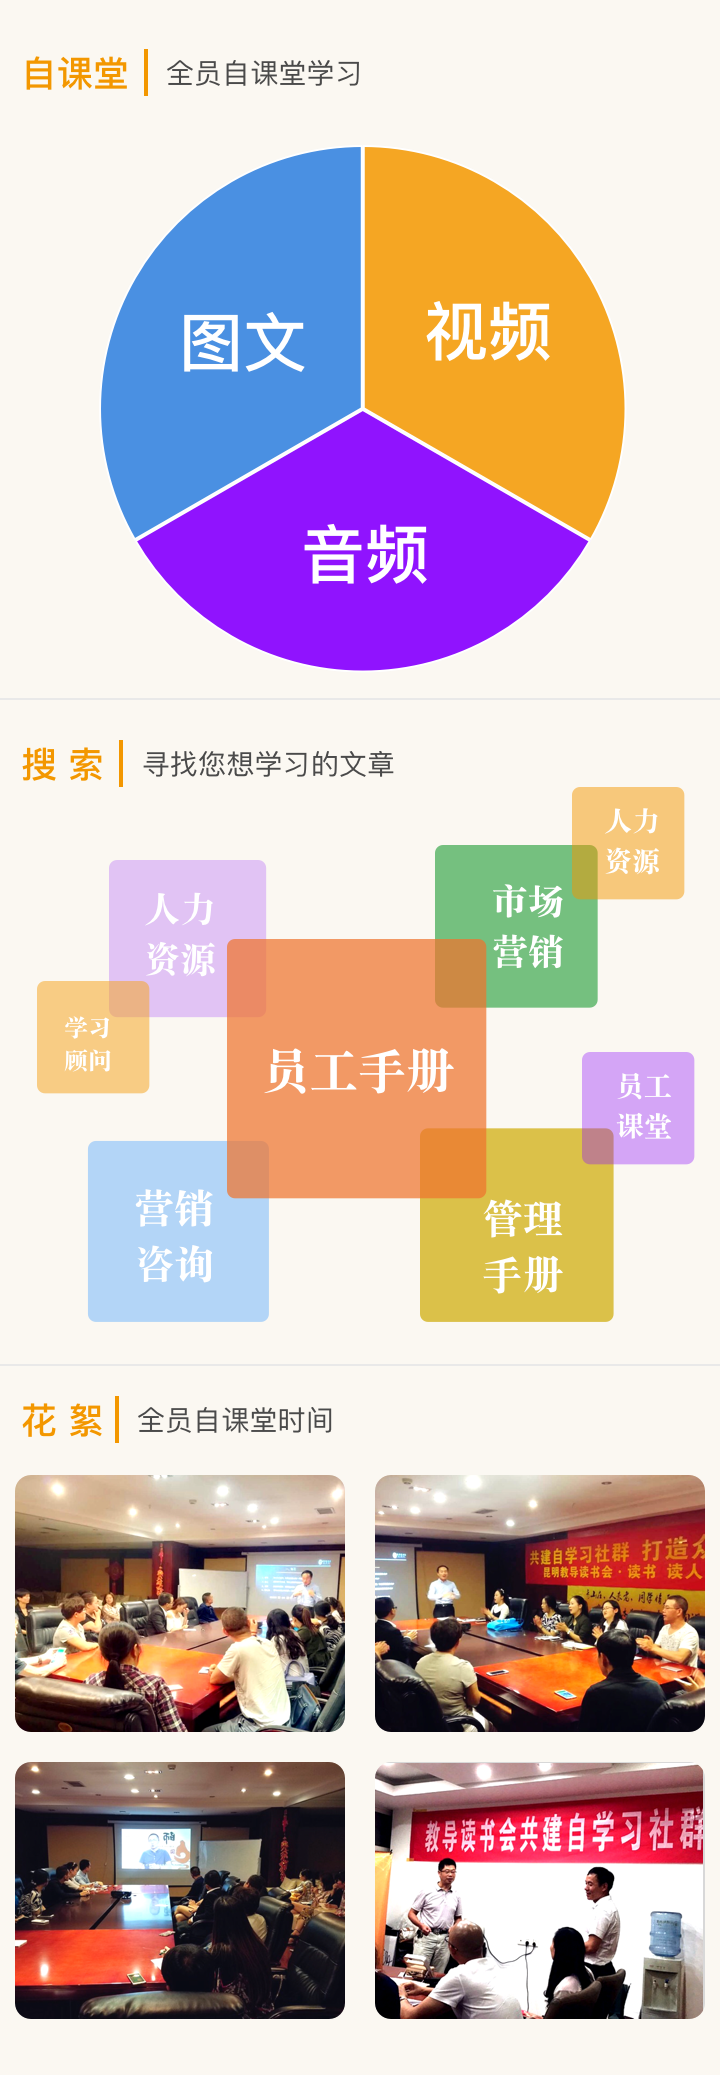 自课堂
全员自课堂学习
图文
视频
音频
搜 索
寻找您想学习的文章
人力
资源
人力
资源
市场
营销
学习
顾问
员工手册
员工
课堂
营销
咨询
管理
手册
花 絮
全员自课堂时间
共建自学习社群 打造众
昆明教导读书会·读书 读人
教导读书会共建自学习社群